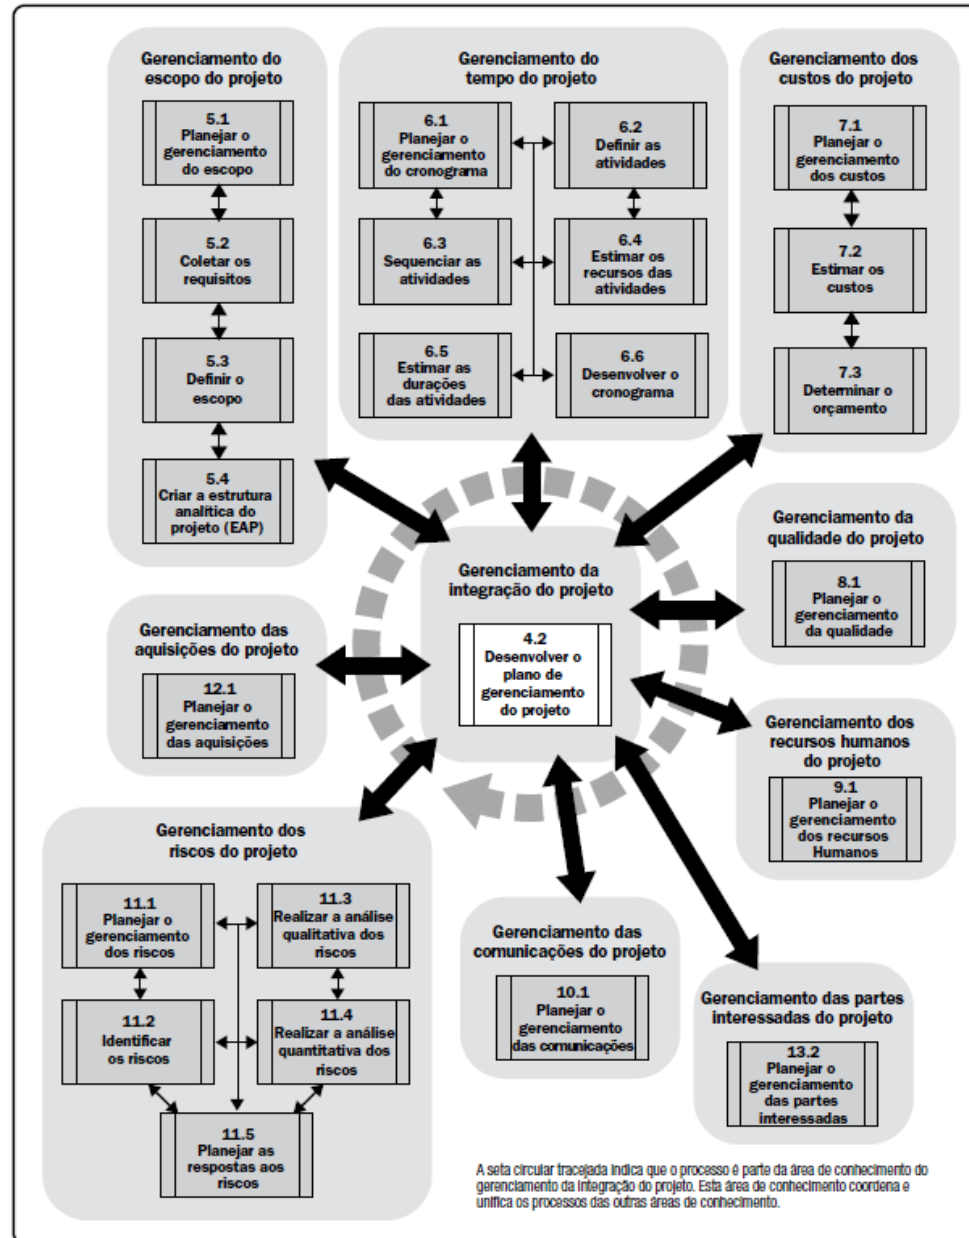 Gerenciamento do
escopo do projeto
5.1
Planejar o
gerenciamento
do escopo
5.2
Coletar os
requisitos
5.3
Definir o
escopo
5.4
Criar a estrutura
analítica do
projeto (EAP)
Gerenciamento do
tempo do projeto
6.1
Planejar o
gerenciamento
do cronograma
6.2
Definir as
atividades
6.3
Sequenciar as
atividades
6.4
Estimar os
recursos das
atividades
6.5
Estimar as
durações
das atividades
6.6
Desenvolver o
cronograma
Gerenciamento dos
custos do projeto
7.1
Planejar o
gerenciamento
dos custos
7.2
Estimar os
custos
7.3
Determinar o
orçamento
Gerenciamento da
integração do projeto
4.2
Desenvolver o
plano de
gerenciamento
do projeto
Gerenciamento da
qualidade do projeto
8.1
Planejar o
gerenciamento
da qualidade
Gerenciamento das
aquisições do projeto
12.1
Planejar o
gerenciamento
das aquisições
Gerenciamento dos
recursos humanos
do projeto
9.1
Planejar o
gerenciamento
dos recursos
Humanos
Gerenciamento dos
riscos do projeto
11.1
Planejar o
gerenciamento
dos riscos
11.3
Realizar a análise
qualitativa dos
riscos
11.2
Identificar
os riscos
11.4
Realizar a análise
quantitativa dos
riscos
11.5
Planejar as
respostas aos
riscos
Gerenciamento das
comunicações do projeto
10.1
Planejar o
gerenciamento
das comunicações
Gerenciamento das partes
interessadas do projeto
13.2
Planejar o
gerenciamento
das partes
interessadas
A seta circular tracejada indica que o processo é parte da área de conhecimento do
gerenciamento da integração do projeto. Esta área de conhecimento coordena e
unifica os processos das outras áreas de conhecimento.